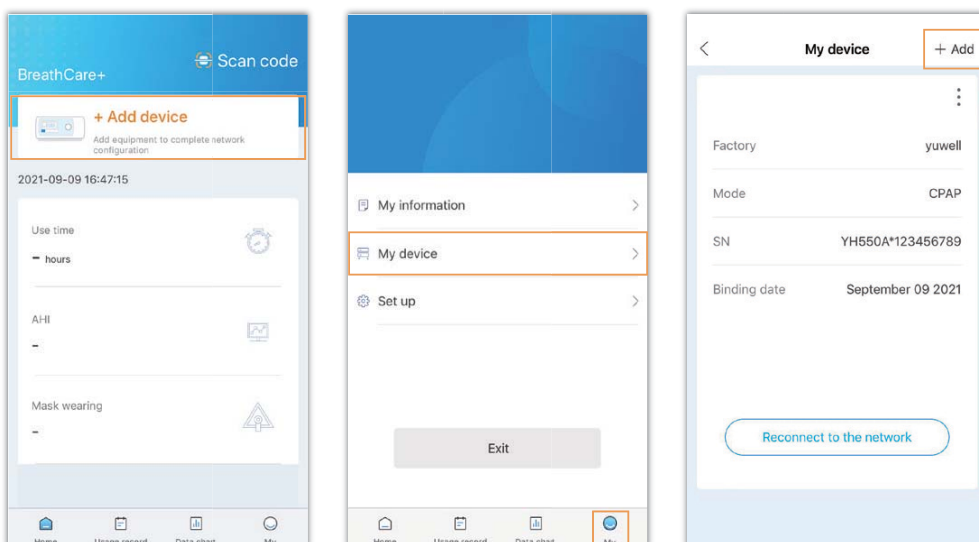 Scan code
BreathCare+
+ Add device
Add equipment to complete network
configuration
2021-09-09 16:47:15
Use time
- hours
AHI
-
Mask wearing
-
Home Usage record Data chart My
My information
My device
Set up
Exit
Home Usage record Data chart My
My device
+ Add
Factory yuwell
Mode CPAP
SN YH550A*123456789
Binding date September 09 2021
Reconnect to the network